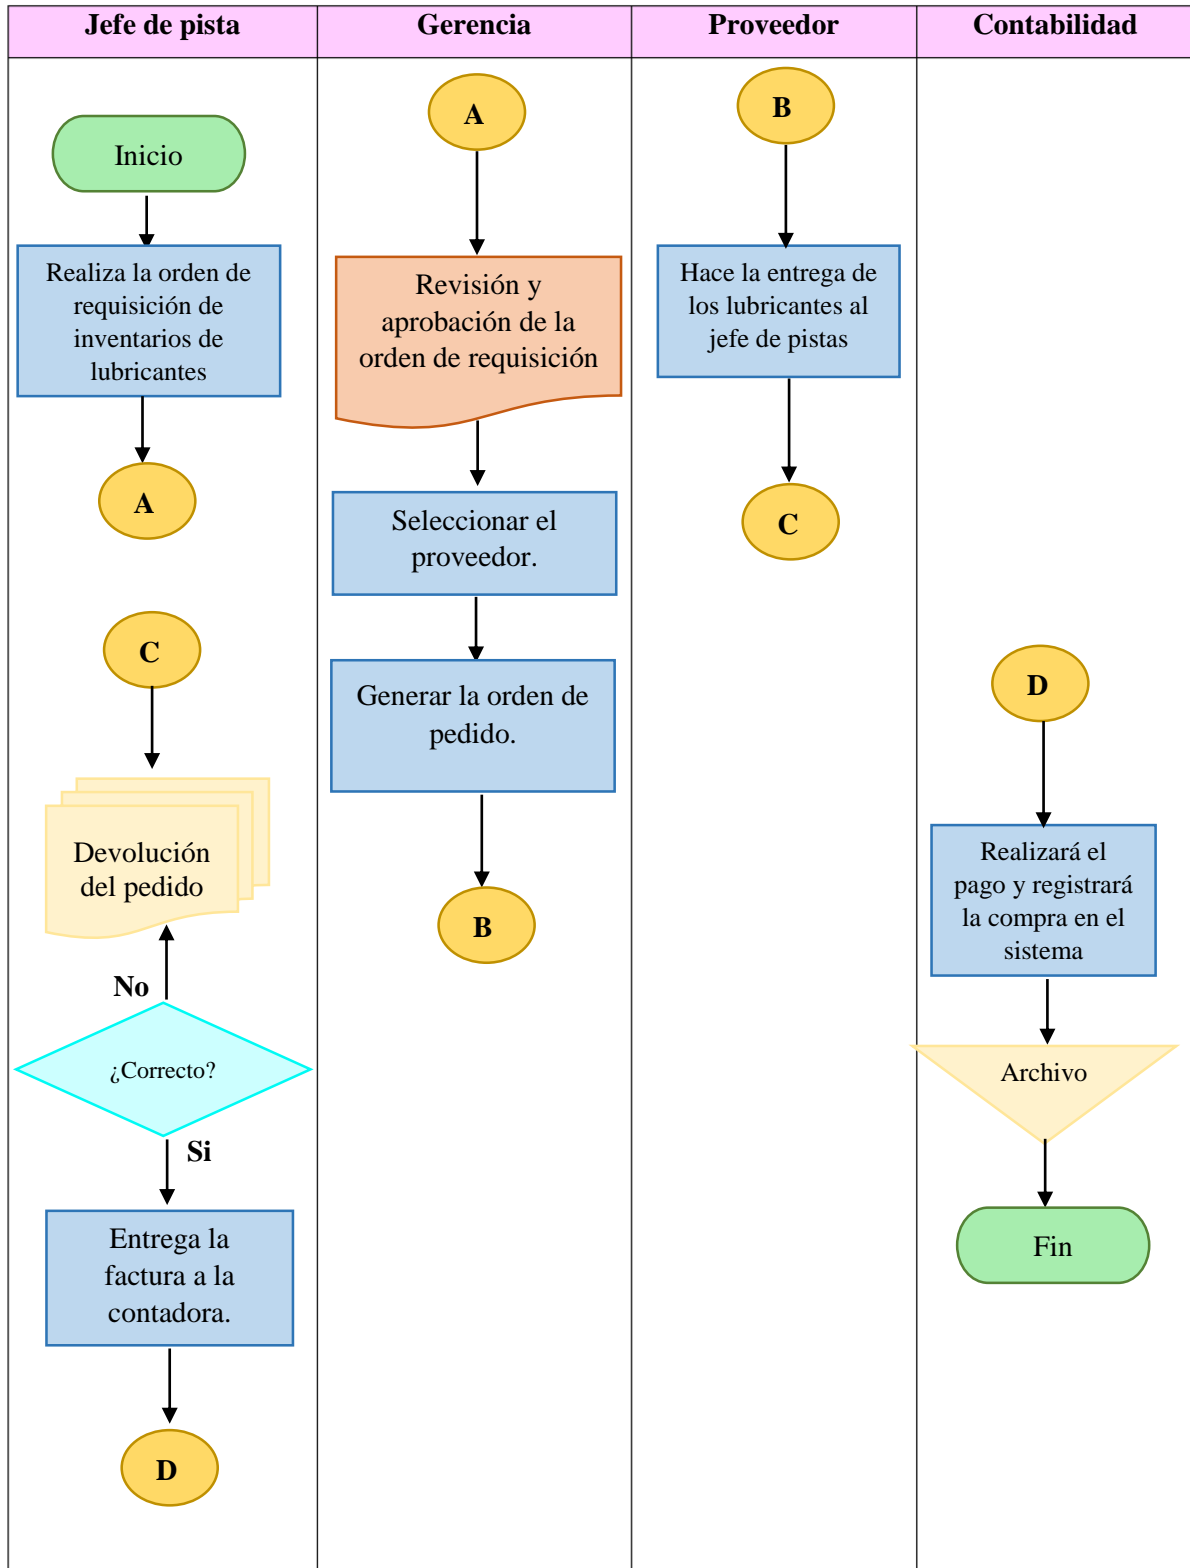 Jefe de pista
Gerencia
Proveedor
Contabilidad
Inicio
Realiza la orden de
requisición de
inventarios de
lubricantes
A
C
Devolución
del pedido
No
¿Correcto?
Si
Entrega la
factura a la
contadora.
D
A
Revisión y
aprobación de la
orden de requisición
Seleccionar el
proveedor.
Generar la orden de
pedido.
B
B
Hace la entrega de
los lubricantes al
jefe de pistas
C
D
Realizará el
pago y registrará
la compra en el
sistema
Archivo
Fin